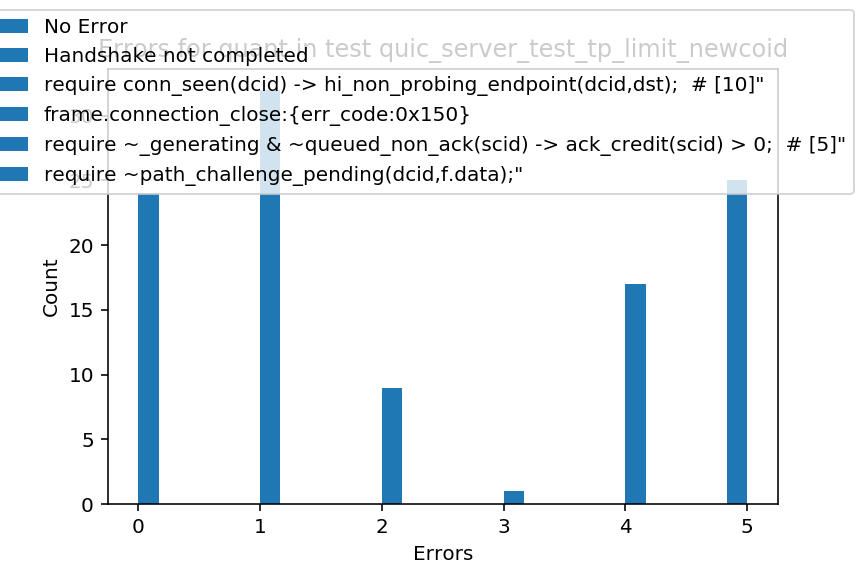 No Error
Errors for quant in test quic_server_test_tp_limit_newcoid
Handshake not completed
require conn_seen(dcid) -> hi_non_probing_endpoint(dcid,dst);  # [10]"
30
frame.connection_close:{err_code:0x150}
require ~_generating & ~queued_non_ack(scid) -> ack_credit(scid) > 0;  # [5]"
require ~path_challenge_pending(dcid,f.data);"
25
20
15
10
5
0
Count
0 1 2 3 4 5
Errors